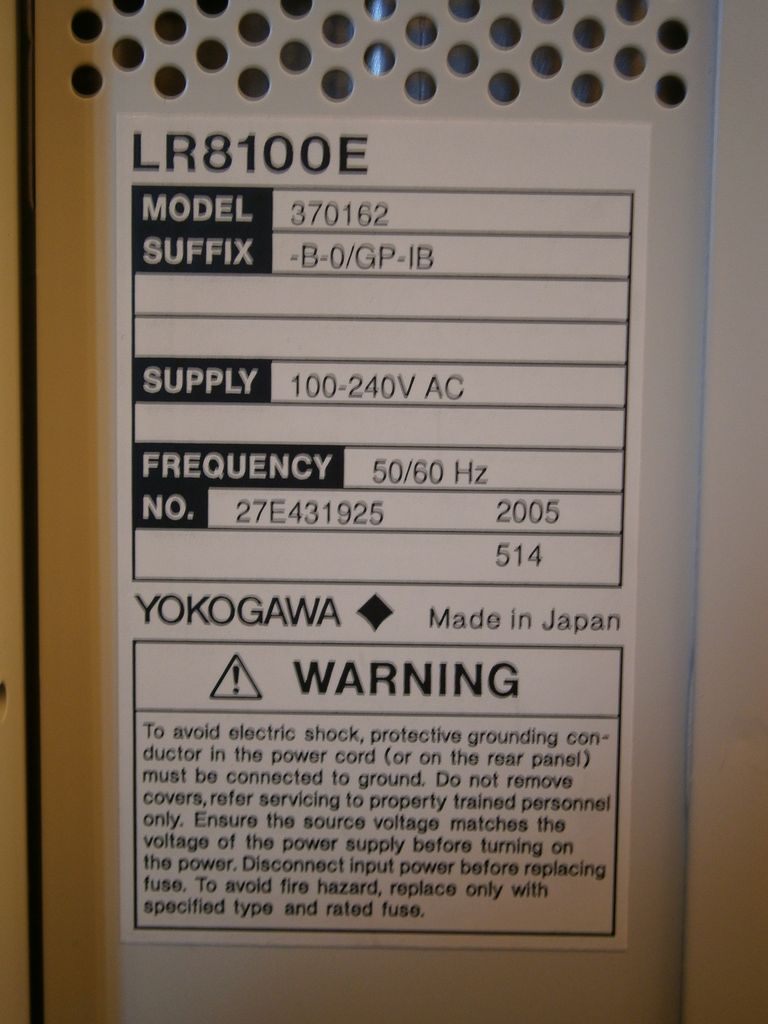 LR8100E
MODEL 370162
SUFFIX -B-0/GP-IB
SUPPLY 100-240V AC
FREQUENCY 50/60 Hz
NO. 27E431925 2005
514
YOKOGAWA ◆ Made in Japan
⚠ WARNING
To avoid electric shock, protective grounding con-
ductor in the power cord (or on the rear panel)
must be connected to ground. Do not remove
covers,refer servicing to property trained personnel
only. Ensure the source voltage matches the
voltage of the power supply before turning on
the power. Disconnect input power before replacing
fuse. To avoid fire hazard, replace only with
specified type and rated fuse.